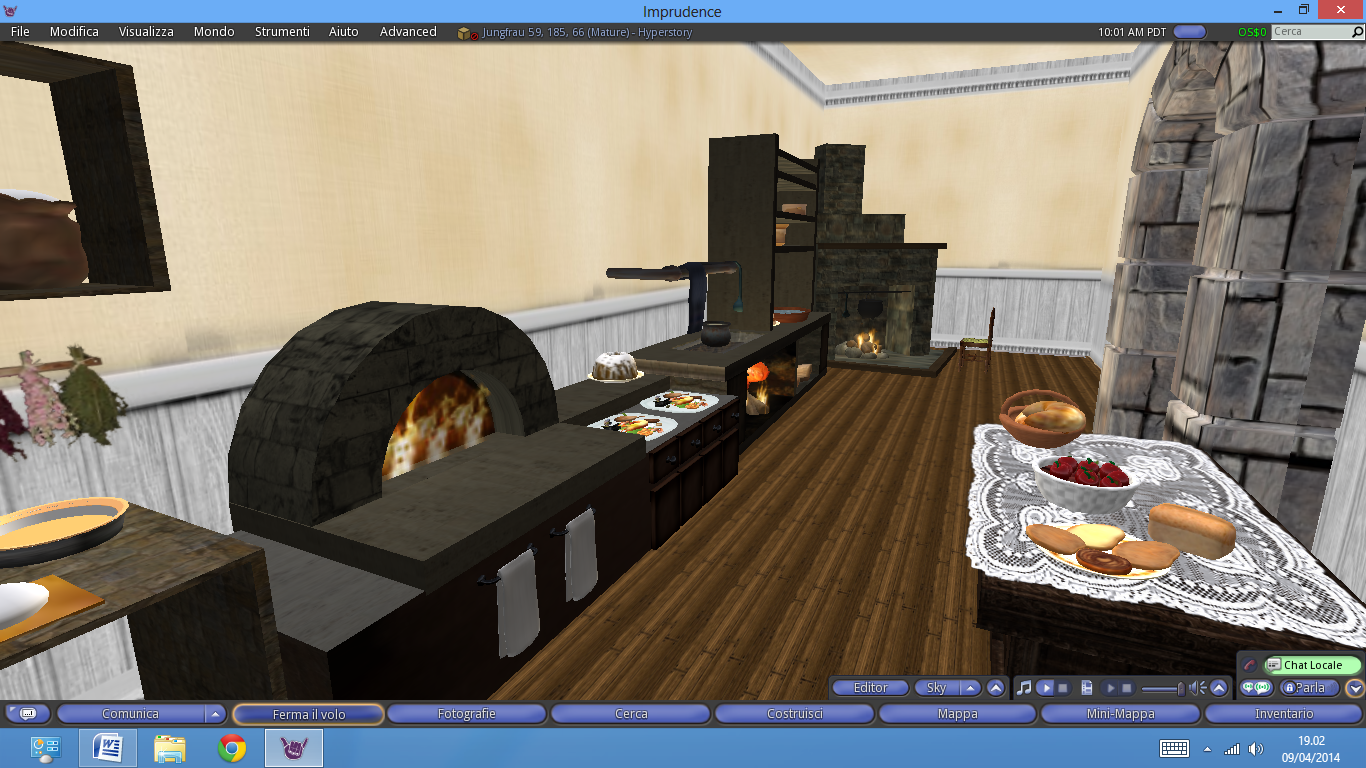 Imprudence
File Modifica Visualizza Mondo Strumenti Aiuto Advanced Jungfrau 59, 185, 66 (Mature) - Hyperstory 10:01 AM PDT OS$0 Cerca
Chat Locale
Editor Sky Parla
Comunica Ferma il volo Fotografie Cerca Costruisci Mappa Mini-Mappa Inventario
19.02
09/04/2014